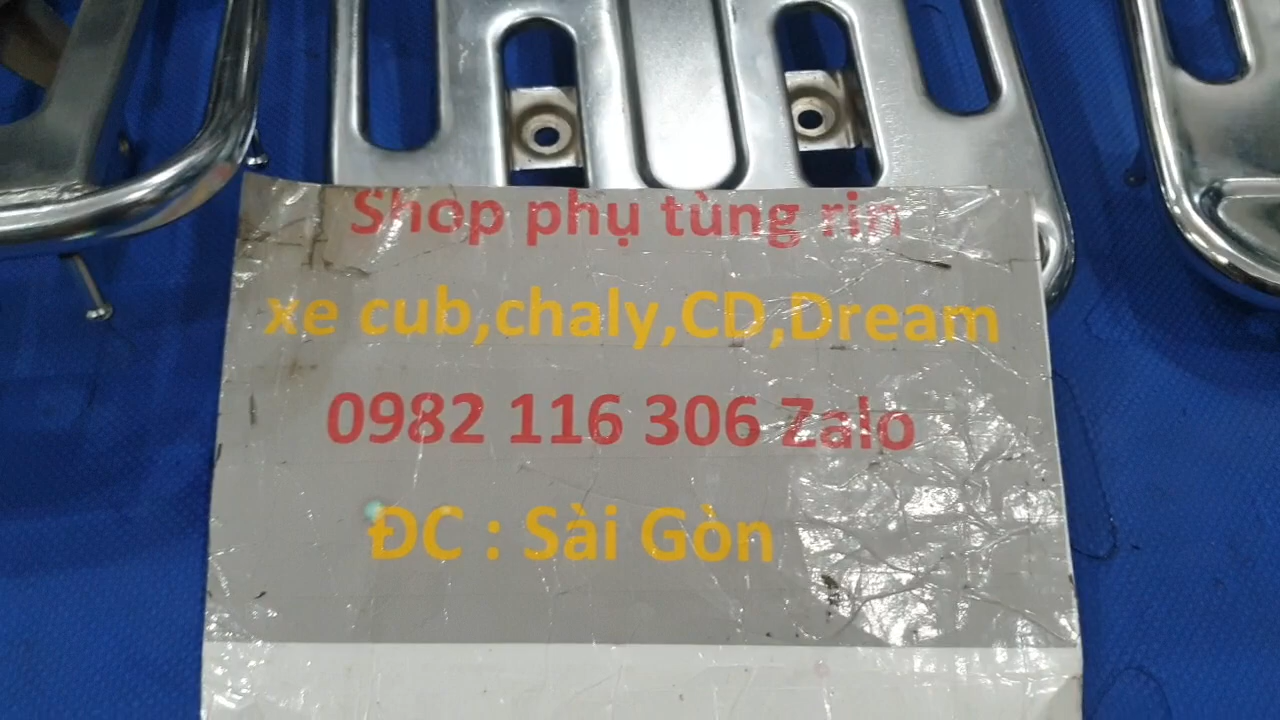 Shop phụ tùng rin
xe cub,chaly,CD,Dream
0982 116 306 Zalo
ĐC : Sài Gòn